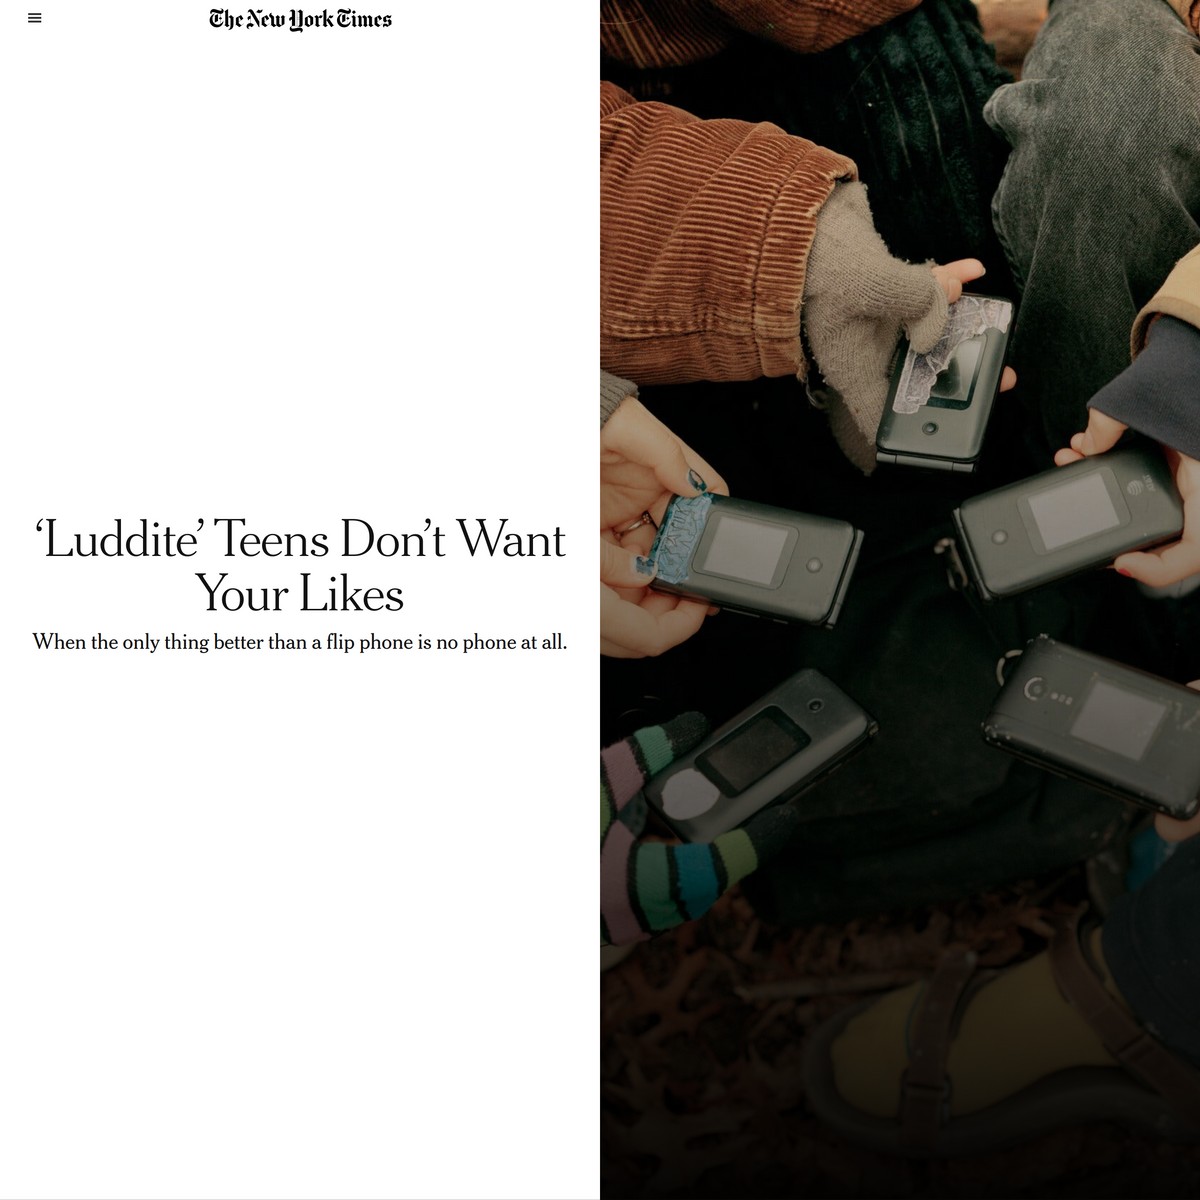 The New York Times
‘Luddite’ Teens Don’t Want
Your Likes
When the only thing better than a flip phone is no phone at all.
AT&T